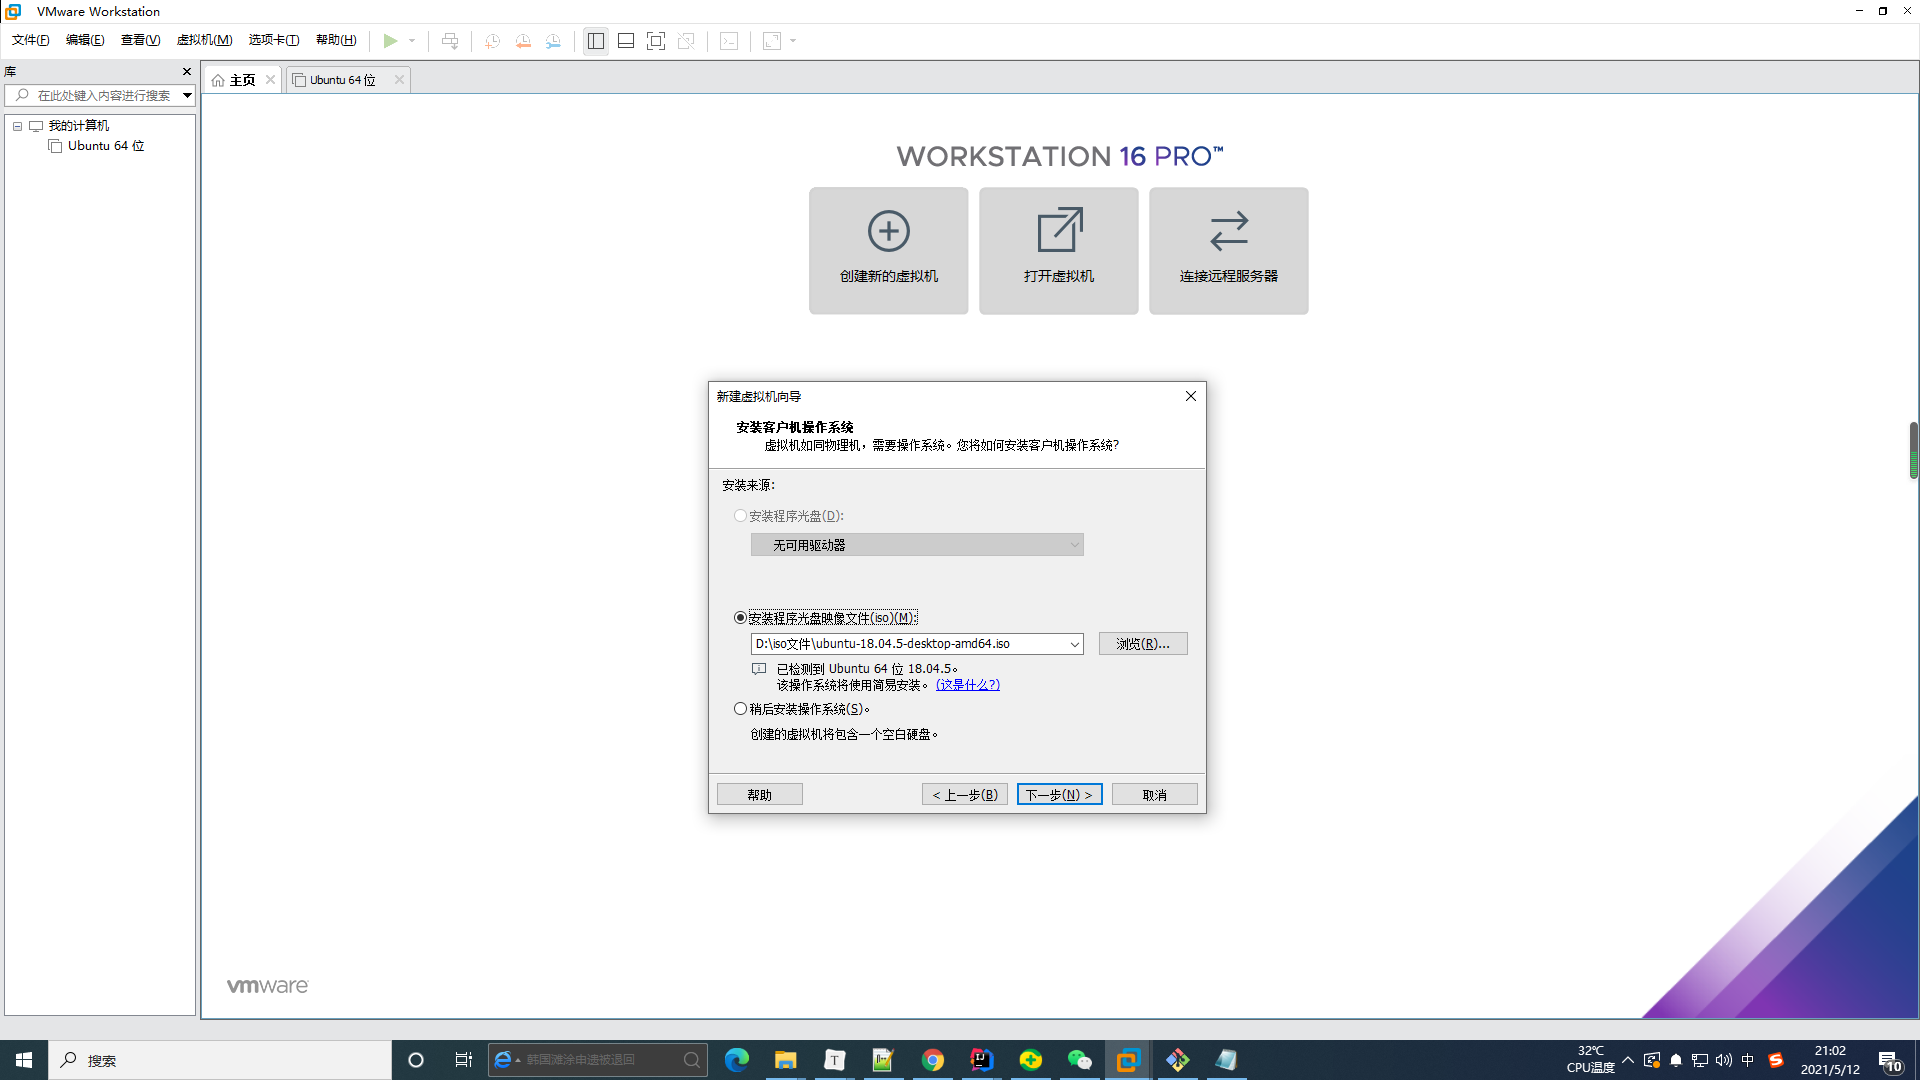 VMware Workstation
文件(F) 编辑(E) 查看(V) 虚拟机(M) 选项卡(T) 帮助(H)
库
在此处键入内容进行搜索
我的计算机
Ubuntu 64 位
主页
Ubuntu 64 位
WORKSTATION 16 PRO™
创建新的虚拟机
打开虚拟机
连接远程服务器
新建虚拟机向导
安装客户机操作系统
虚拟机如同物理机，需要操作系统。您将如何安装客户机操作系统?
安装来源:
安装程序光盘(D):
无可用驱动器
安装程序光盘映像文件(iso)(M):
D:\iso文件\ubuntu-18.04.5-desktop-amd64.iso
浏览(R)...
已检测到 Ubuntu 64 位 18.04.5。
该操作系统将使用简易安装。 (这是什么?)
稍后安装操作系统(S)。
创建的虚拟机将包含一个空白硬盘。
帮助
< 上一步(B)
下一步(N) >
取消
vmware
搜索
韩国滩涂申遗被退回
32℃
CPU温度
中
21:02
2021/5/12
10